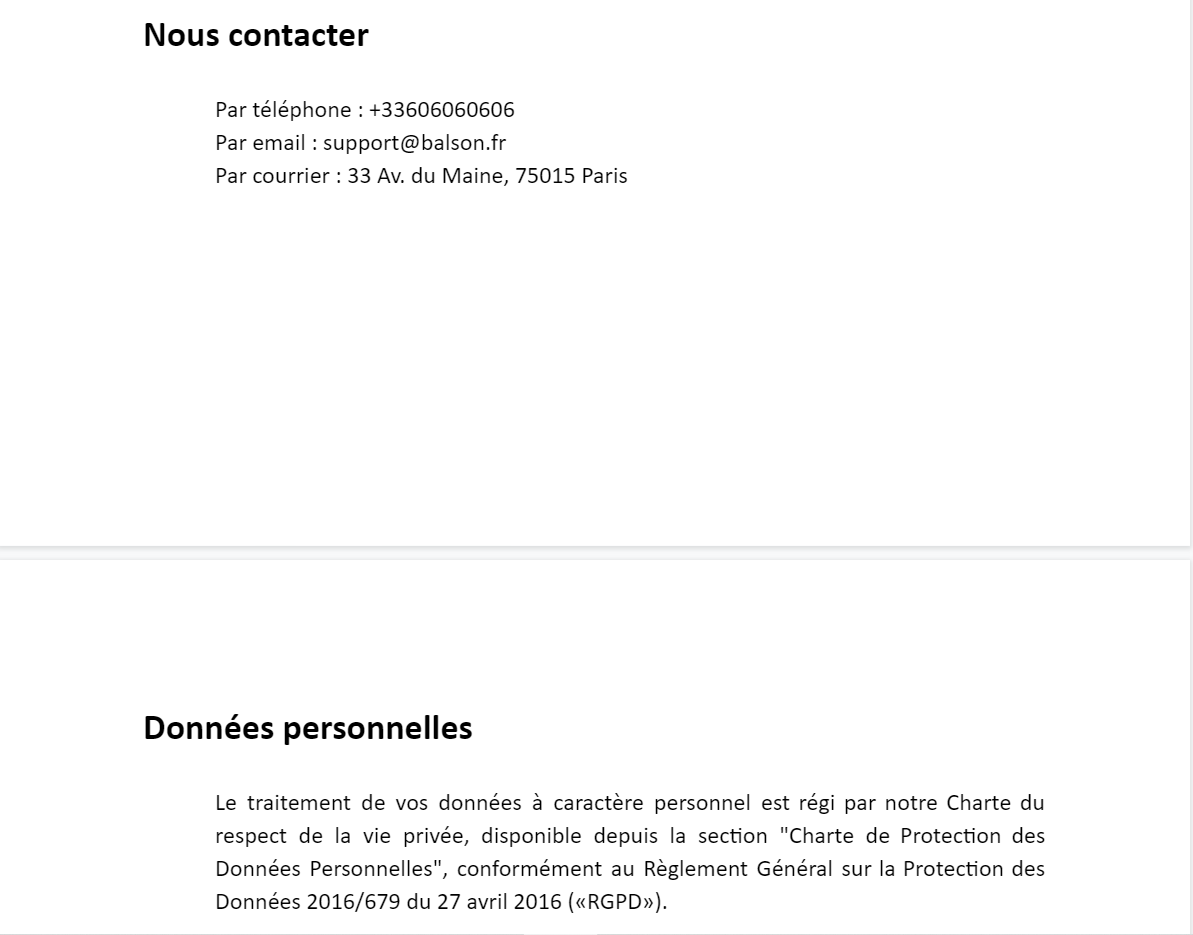 Nous contacter
Par téléphone : +33606060606
Par email : support@balson.fr
Par courrier : 33 Av. du Maine, 75015 Paris
Données personnelles
Le traitement de vos données à caractère personnel est régi par notre Charte du
respect de la vie privée, disponible depuis la section "Charte de Protection des
Données Personnelles", conformément au Règlement Général sur la Protection des
Données 2016/679 du 27 avril 2016 («RGPD»).